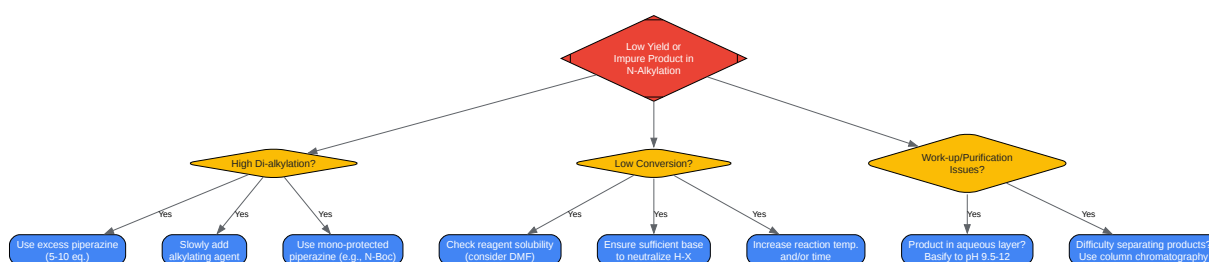 Low Yield or
Impure Product in
N-Alkylation
High Di-alkylation?
Low Conversion?
Work-up/Purification
Issues?
Yes
Yes
Yes
Yes
Yes
Yes
Yes
Yes
Use excess piperazine
(5-10 eq.)
Slowly add
alkylating agent
Use mono-protected
piperazine (e.g., N-Boc)
Check reagent solubility
(consider DMF)
Ensure sufficient base
to neutralize H-X
Increase reaction temp.
and/or time
Product in aqueous layer?
Basify to pH 9.5-12
Difficulty separating products?
Use column chromatography